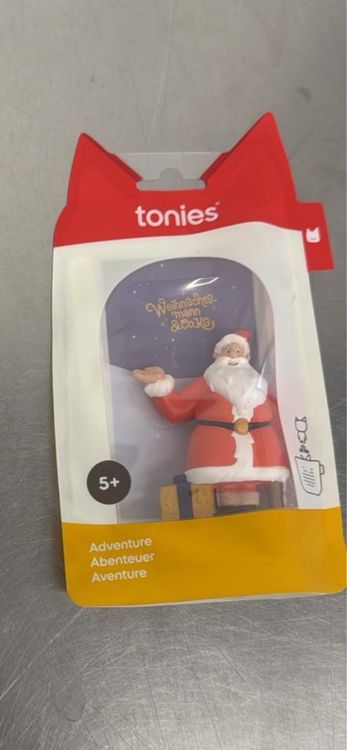 tonies
Weihnachts-
mann
& Co.KG
5+
Adventure
Abenteuer
Aventure